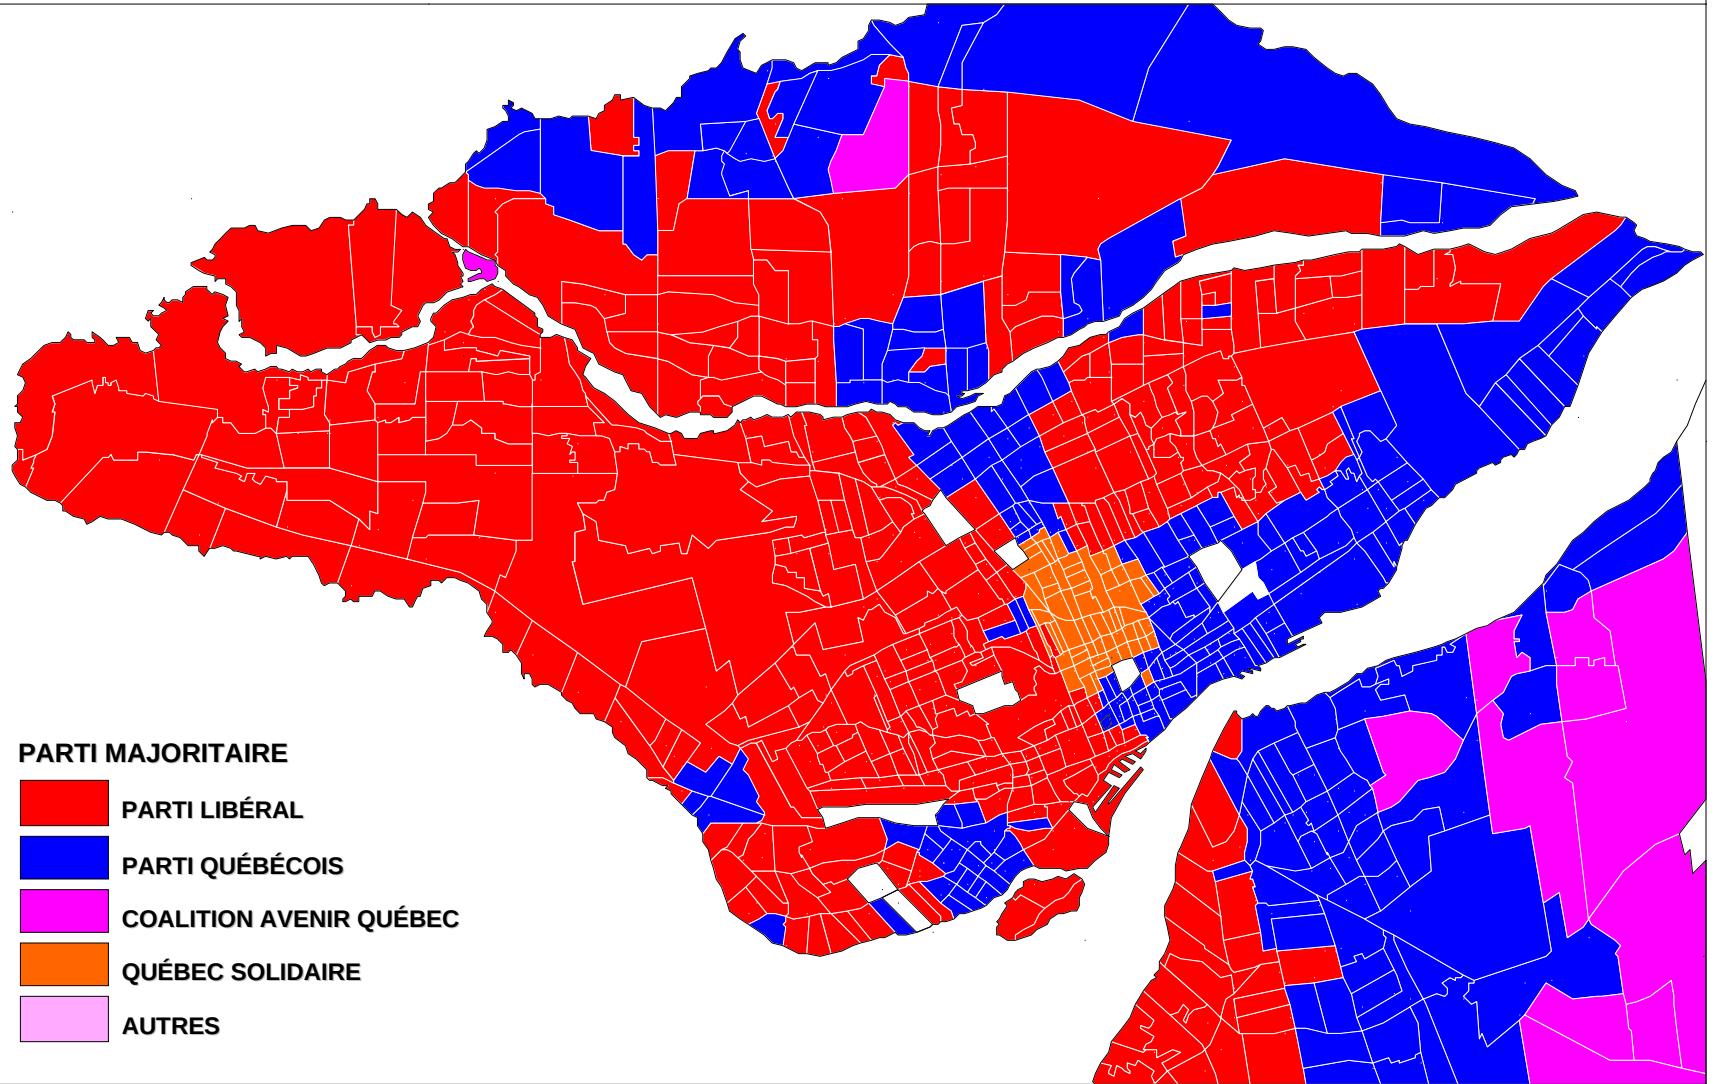 PARTI MAJORITAIRE
PARTI LIBÉRAL
PARTI QUÉBÉCOIS
COALITION AVENIR QUÉBEC
QUÉBEC SOLIDAIRE
AUTRES